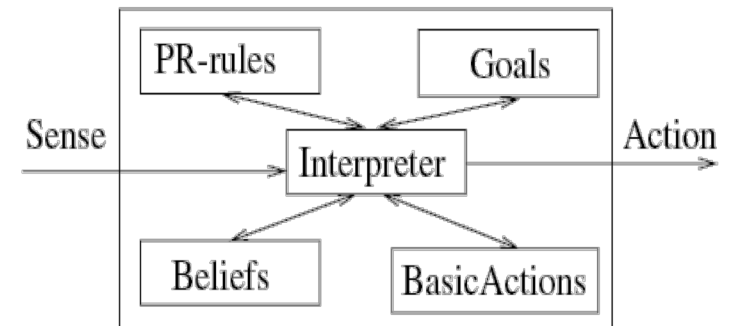 PR-rules
Goals
Sense
Interpreter
Action
Beliefs
BasicActions